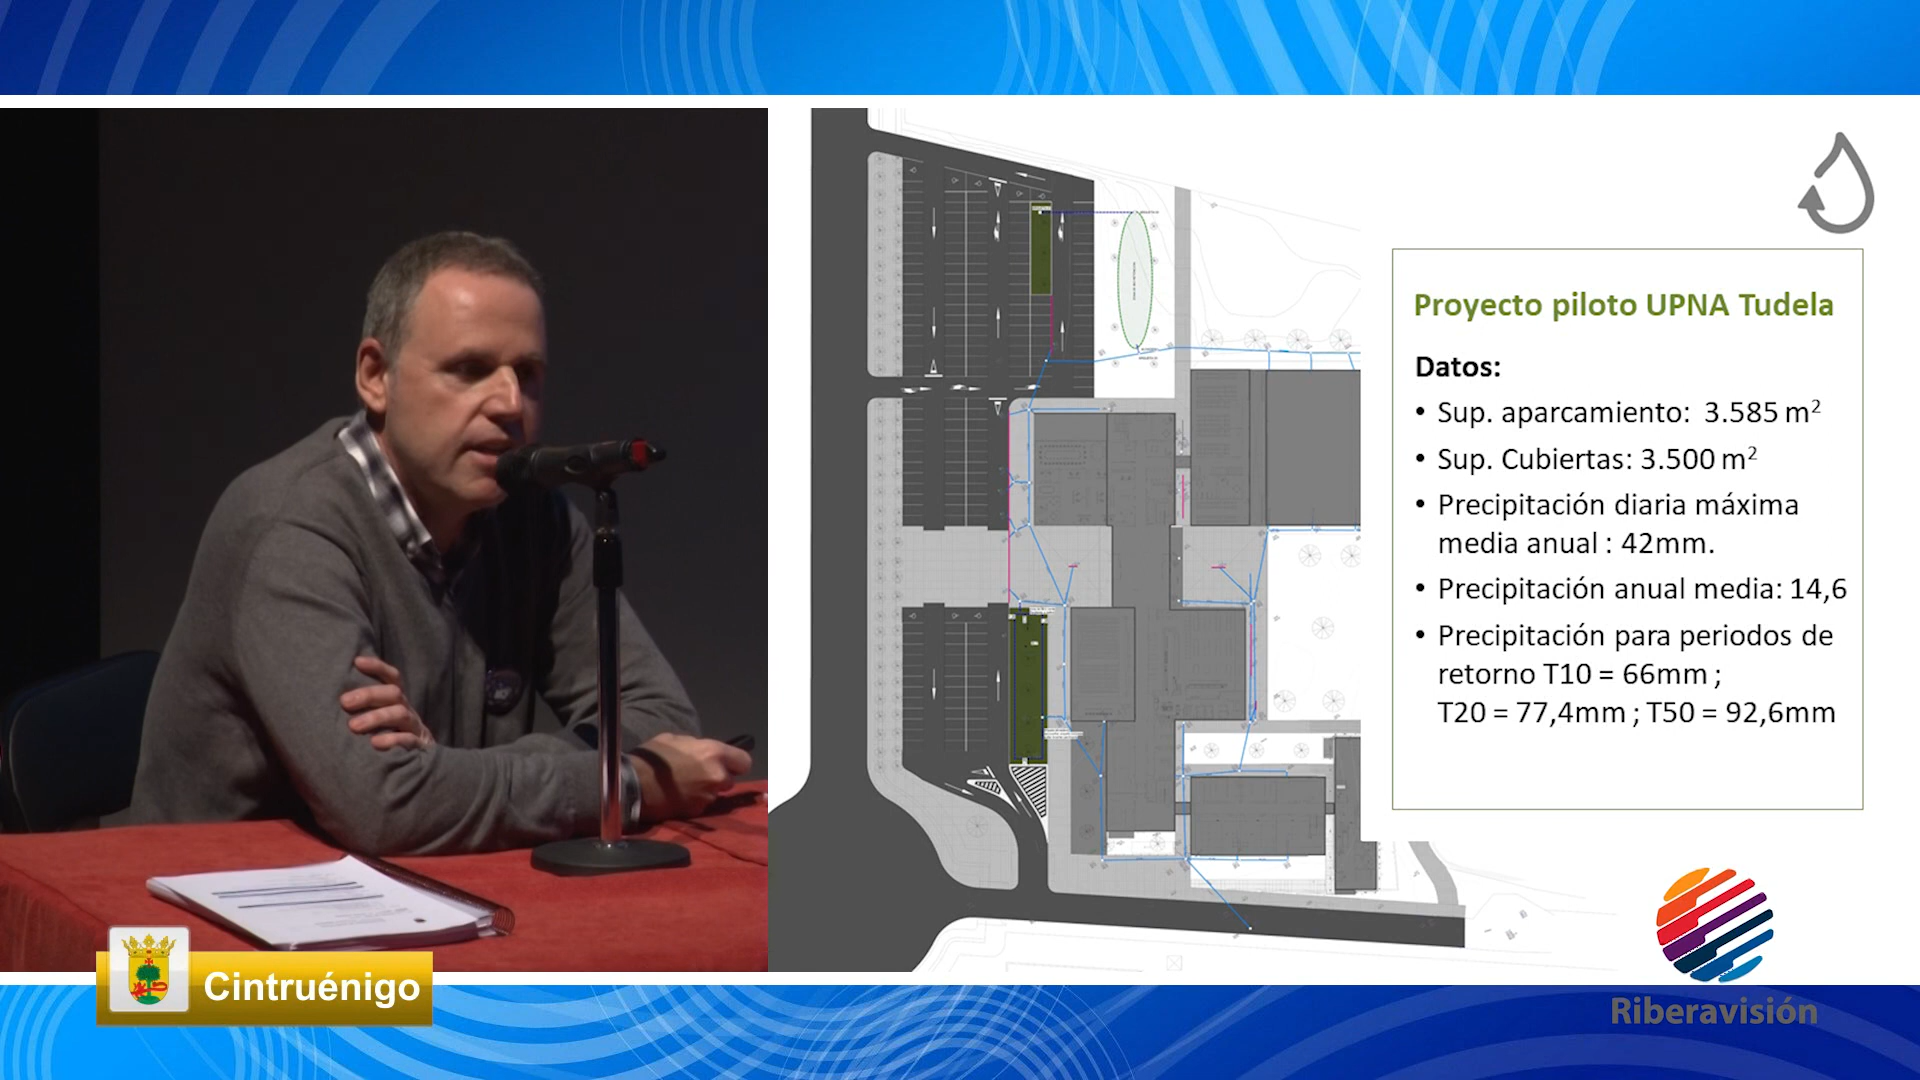 Proyecto piloto UPNA Tudela
Datos:
• Sup. aparcamiento: 3.585 m²
• Sup. Cubiertas: 3.500 m²
• Precipitación diaria máxima
media anual : 42mm.
• Precipitación anual media: 14,6
• Precipitación para periodos de
retorno T10 = 66mm ;
T20 = 77,4mm ; T50 = 92,6mm
Cintruénigo
Riberavisión